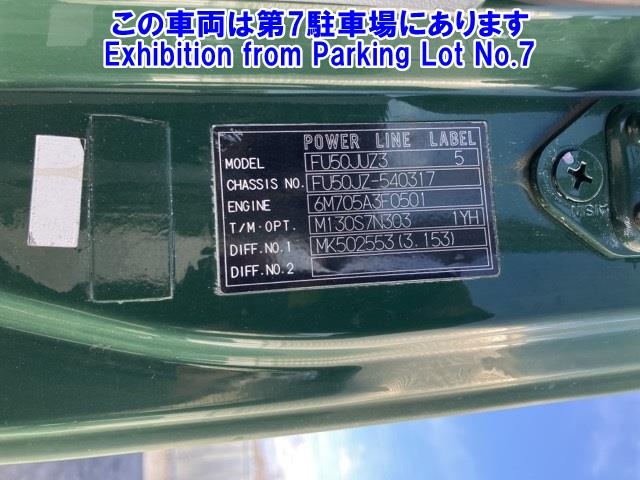 この車両は第7駐車場にあります
Exhibition from Parking Lot No.7
POWER LINE LABEL
MODEL FU50JUZ3 5
CHASSIS NO. FU50JZ-540317
ENGINE 6M705A3F0501
T/M・OPT. M130S7N303 1YH
DIFF.NO.1 MK502553(3.153)
DIFF.NO.2